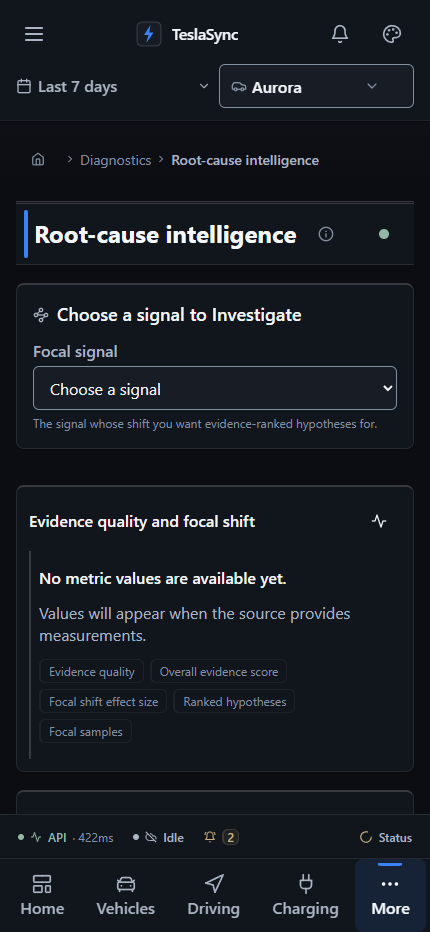 TeslaSync
Last 7 days
Aurora
Diagnostics
Root-cause intelligence
Root-cause intelligence
Choose a signal to Investigate
Focal signal
Choose a signal
The signal whose shift you want evidence-ranked hypotheses for.
Evidence quality and focal shift
No metric values are available yet.
Values will appear when the source provides
measurements.
Evidence quality
Overall evidence score
Focal shift effect size
Ranked hypotheses
Focal samples
API · 422ms
Idle
2
Status
Home
Vehicles
Driving
Charging
More